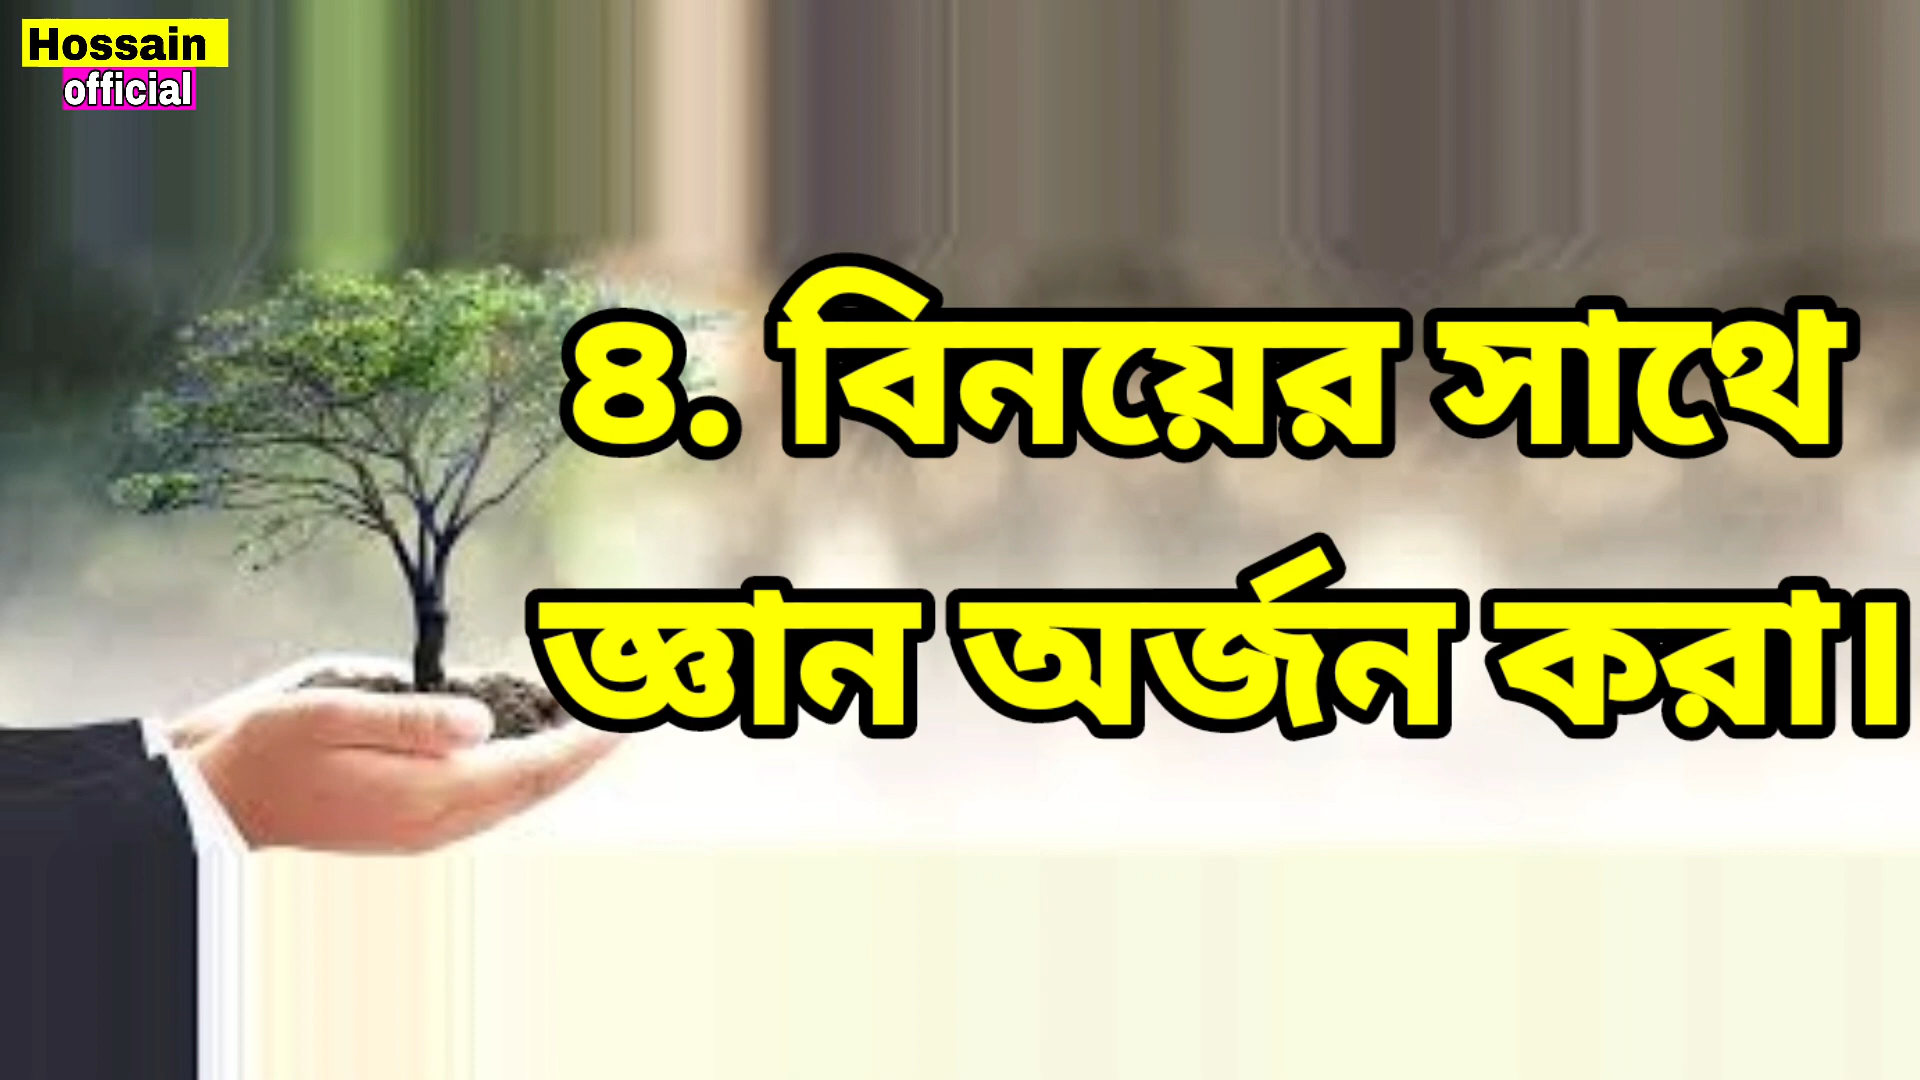 Hossain
official
৪. বিনয়ের সাথে
জ্ঞান অর্জন করা।